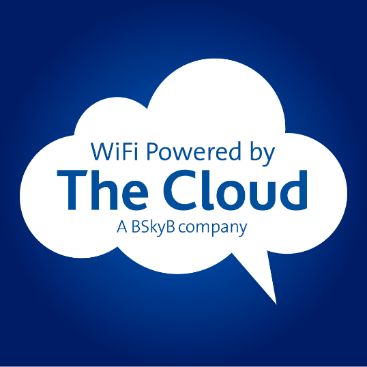 WiFi Powered by
The Cloud
A BSkyB company